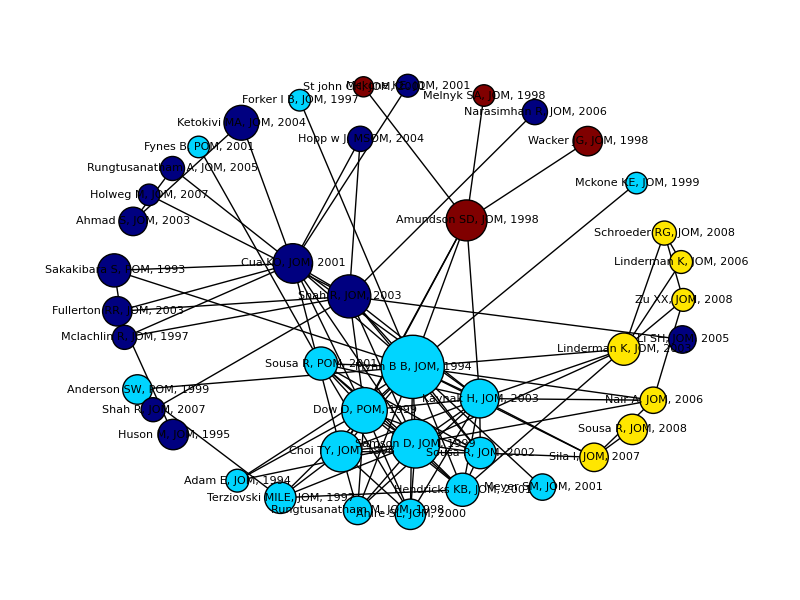 St john C
JOM, 2001
Melnyk SA, JOM, 1998
Forker l B, JOM, 1997
Narasimhan
JOM, 2006
Ketokivi
JOM, 2004
Hopp w
2004
Wacker JG, JOM, 1998
Fynes B, POM, 2001
Rungtusanatham A, JOM, 2005
Mckone KE, JOM, 1999
Holweg M, JOM, 2007
Ahmad S, JOM, 2003
Amundson SD, JOM, 1998
Schroeder RG, JOM, 2008
Cua KO, JOM, 2001
Linderman K, JOM, 2006
Sakakibara S, POM, 1993
Shah R, JOM, 2003
Zu XX, JOM, 2008
Fullerton RR, JOM, 2003
Mclachlin R, JOM, 1997
Li SH, JOM, 2005
Linderman K, JOM,
Sousa R, POM, 2001
Flynn B B, JOM, 1994
Anderson SW, POM, 1999
Kaynak H, JOM, 2003
Nair A, JOM, 2006
Shah R, JOM, 2007
Dow D, POM, 1999
Huson M, JOM, 1995
Sousa R, JOM, 2008
Samson D, JOM, 1999
Choi TY, JOM,
Sousa R, JOM, 2002
Sila I, JOM, 2007
Adam E, JOM, 1994
Hendricks KB, JOM, 2001
Meyer SM, JOM, 2001
Terziovski MILE, JOM, 1997
Rungtusanatham M, JOM, 1998
Ahire SL, JOM, 2000